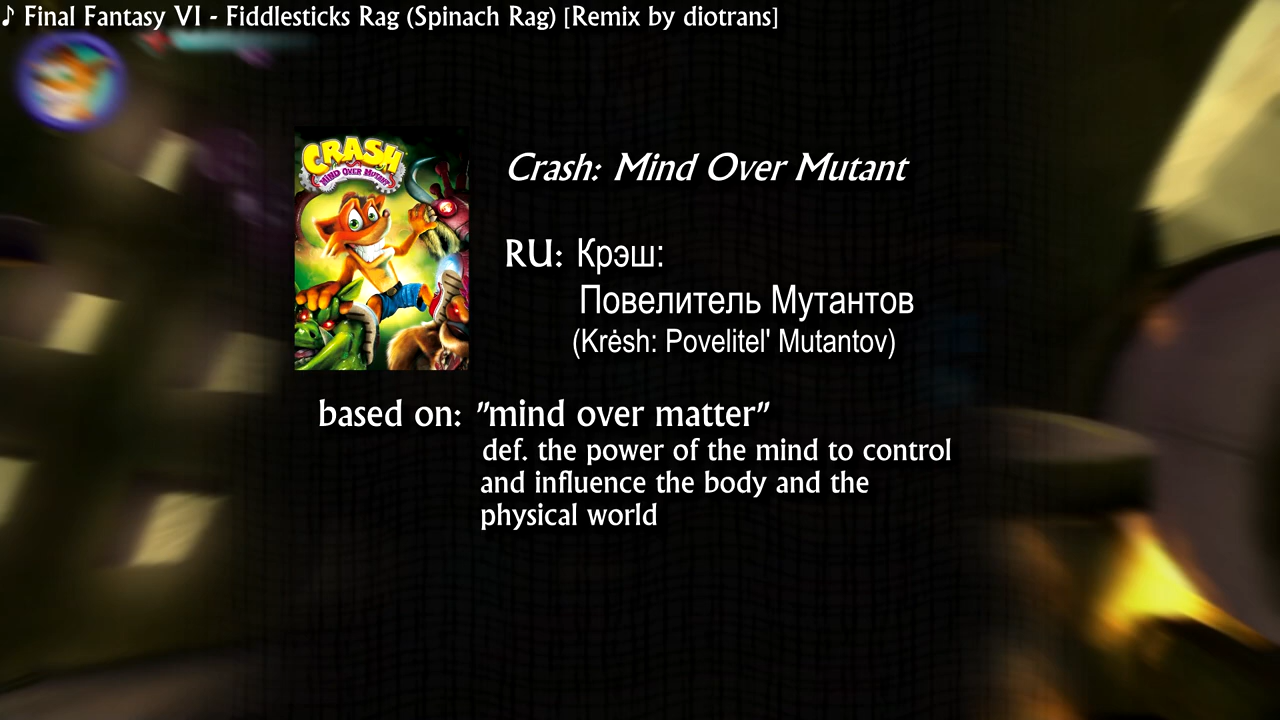 ♪ Final Fantasy VI - Fiddlesticks Rag (Spinach Rag) [Remix by diotrans]
CRASH
MIND OVER MUTANT
Crash: Mind Over Mutant
RU: Крэш:
Повелитель Мутантов
(Krėsh: Povelitel' Mutantov)
based on: "mind over matter"
def. the power of the mind to control
and influence the body and the
physical world